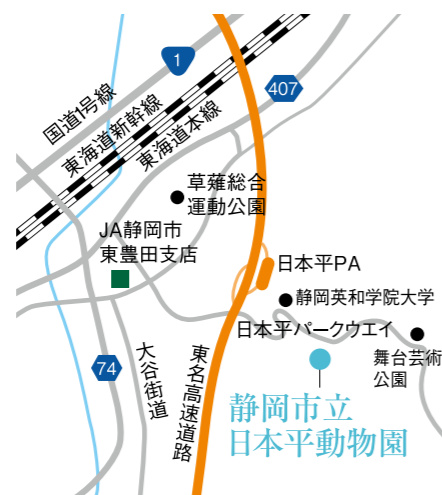 1
国道1号線
東海道新幹線
東海道本線
407
草薙総合
運動公園
JA静岡市
東豊田支店
日本平PA
静岡英和学院大学
日本平パークウエイ
舞台芸術
公園
74
大谷街道
東名高速道路
静岡市立
日本平動物園